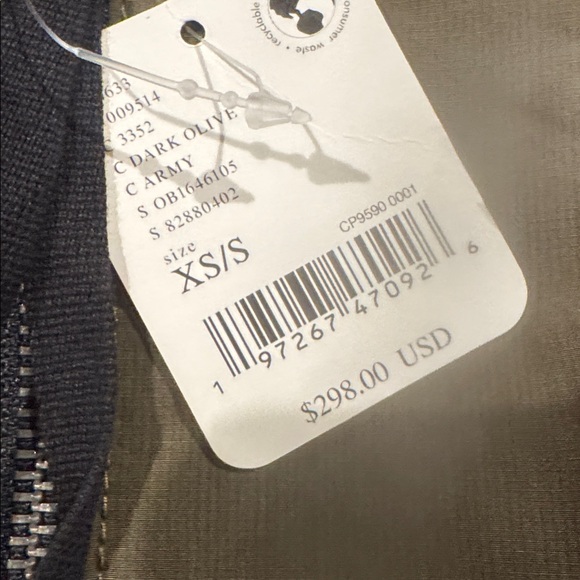 consumer
waste • recyclable
633
009514
3352
C DARK OLIVE
C ARMY
S OB1646105
S 82880402
size
XS/S
CP9590 0001
1 97267 47092 6
$298.00 USD